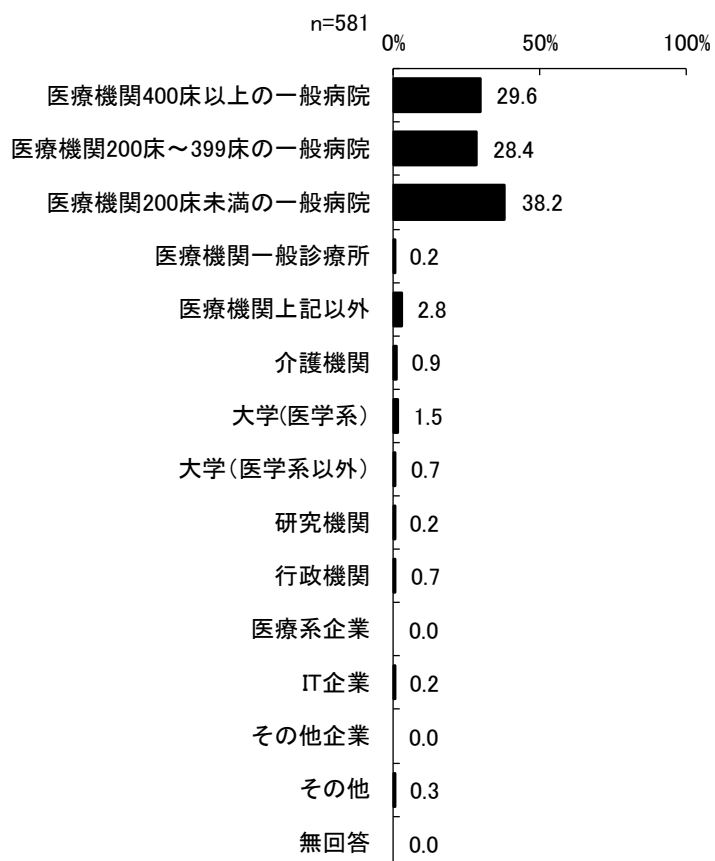 n=581
0% 50% 100%
医療機関400床以上の一般病院 29.6
医療機関200床～399床の一般病院 28.4
医療機関200床未満の一般病院 38.2
医療機関一般診療所 0.2
医療機関上記以外 2.8
介護機関 0.9
大学(医学系） 1.5
大学（医学系以外） 0.7
研究機関 0.2
行政機関 0.7
医療系企業 0.0
IT企業 0.2
その他企業 0.0
その他 0.3
無回答 0.0